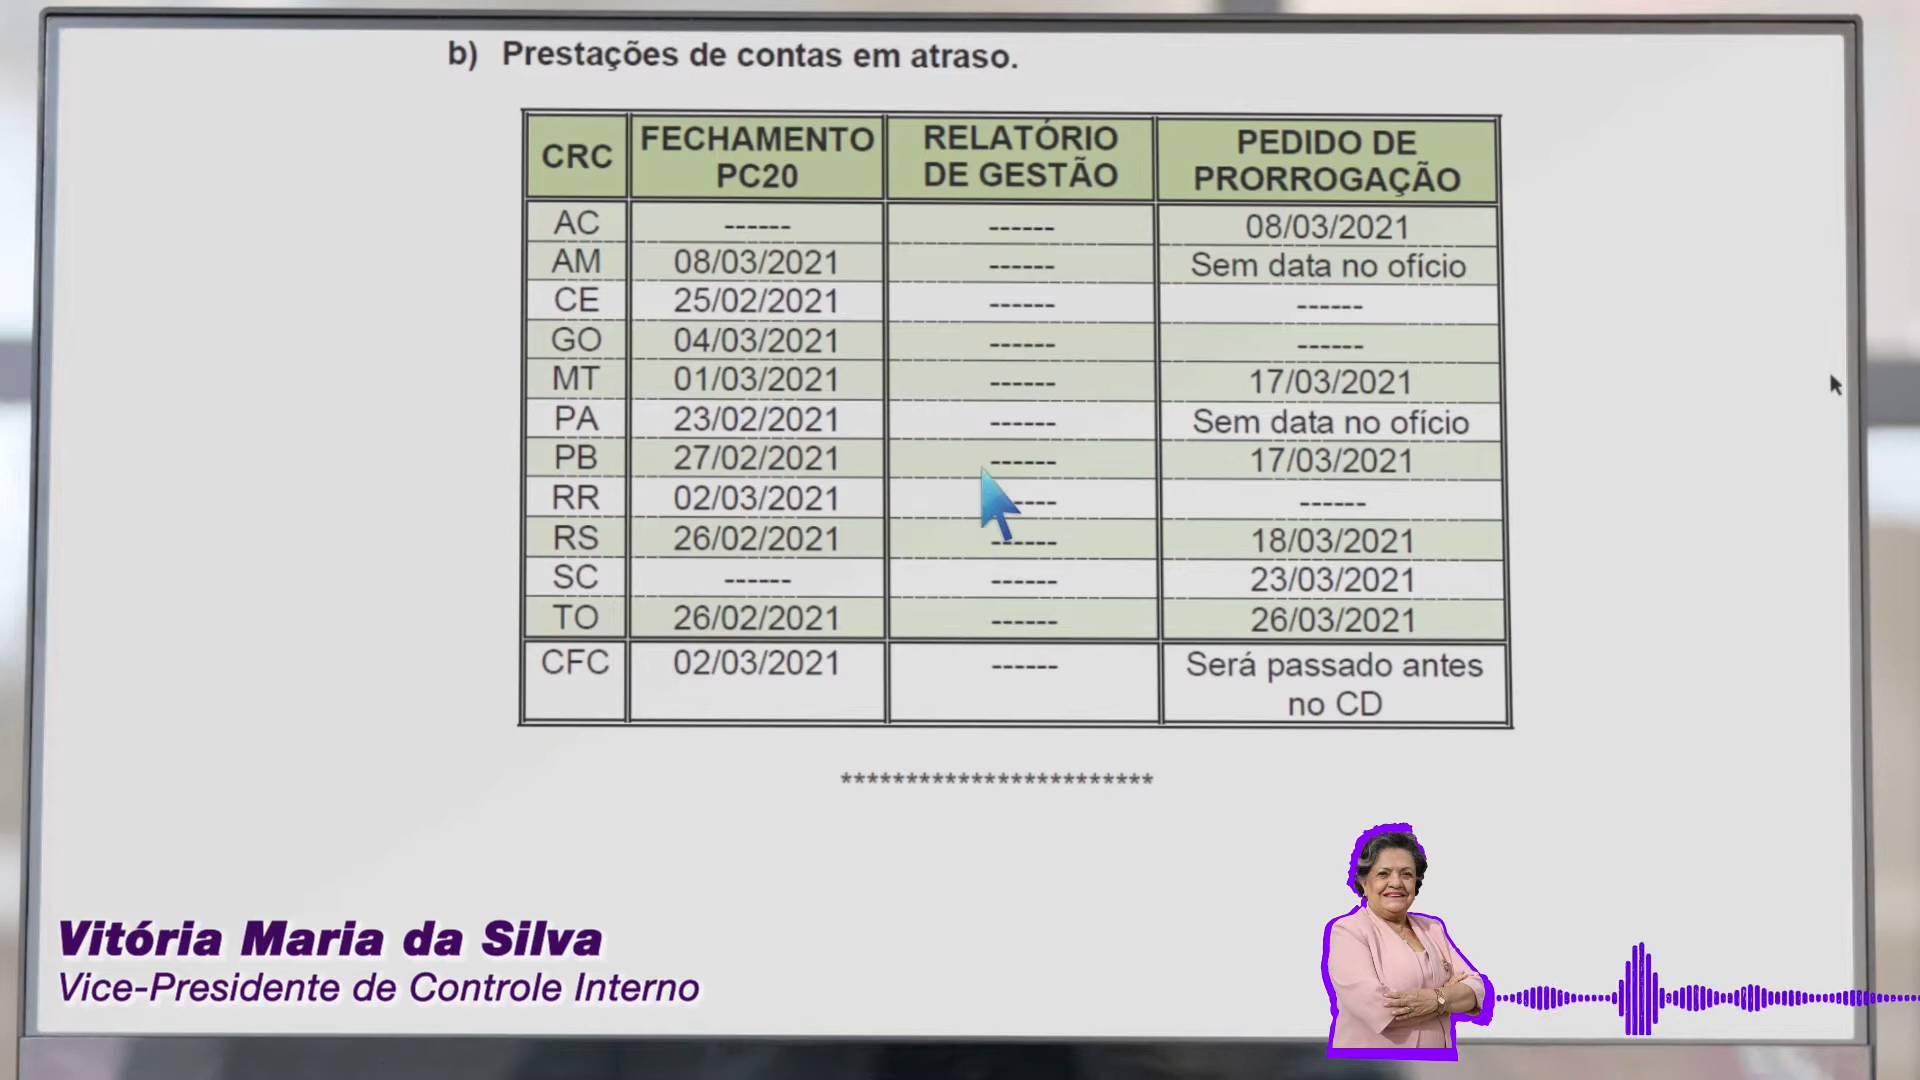 b) Prestações de contas em atraso.
CRC FECHAMENTO PC20 RELATÓRIO DE GESTÃO PEDIDO DE PRORROGAÇÃO
AC ------ ------ 08/03/2021
AM 08/03/2021 ------ Sem data no ofício
CE 25/02/2021 ------ ------
GO 04/03/2021 ------ ------
MT 01/03/2021 ------ 17/03/2021
PA 23/02/2021 ------ Sem data no ofício
PB 27/02/2021 ------ 17/03/2021
RR 02/03/2021 ------ ------
RS 26/02/2021 ------ 18/03/2021
SC ------ ------ 23/03/2021
TO 26/02/2021 ------ 26/03/2021
CFC 02/03/2021 ------ Será passado antes
no CD
************************
Vitória Maria da Silva
Vice-Presidente de Controle Interno